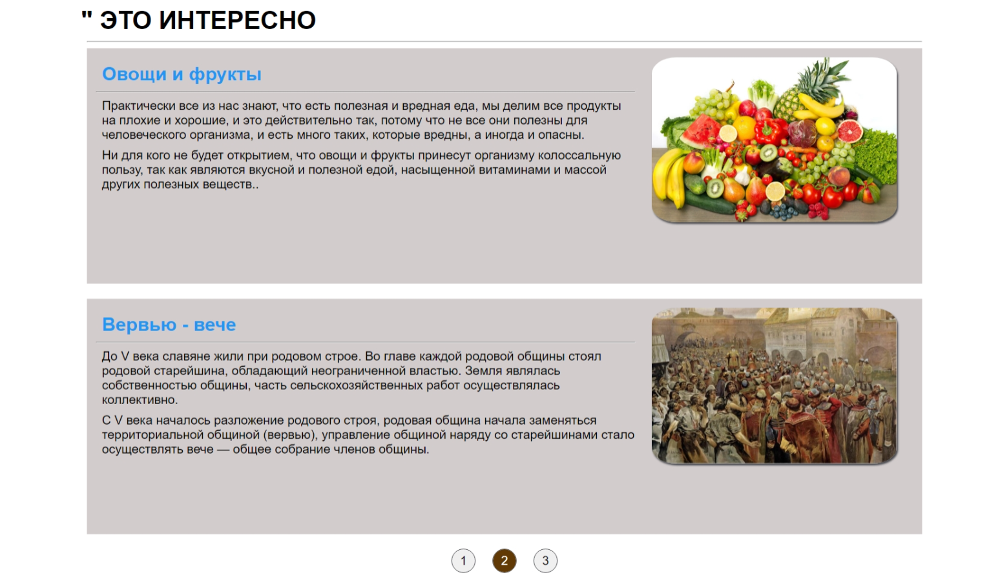 " ЭТО ИНТЕРЕСНО
Овощи и фрукты
Практически все из нас знают, что есть полезная и вредная еда, мы делим все продукты
на плохие и хорошие, и это действительно так, потому что не все они полезны для
человеческого организма, и есть много таких, которые вредны, а иногда и опасны.
Ни для кого не будет открытием, что овощи и фрукты принесут организму колоссальную
пользу, так как являются вкусной и полезной едой, насыщенной витаминами и массой
других полезных веществ..
Вервью - вече
До V века славяне жили при родовом строе. Во главе каждой родовой общины стоял
родовой старейшина, обладающий неограниченной властью. Земля являлась
собственностью общины, часть сельскохозяйственных работ осуществлялась
коллективно.
С V века началось разложение родового строя, родовая община начала заменяться
территориальной общиной (вервью), управление общиной наряду со старейшинами стало
осуществлять вече — общее собрание членов общины.
1 2 3